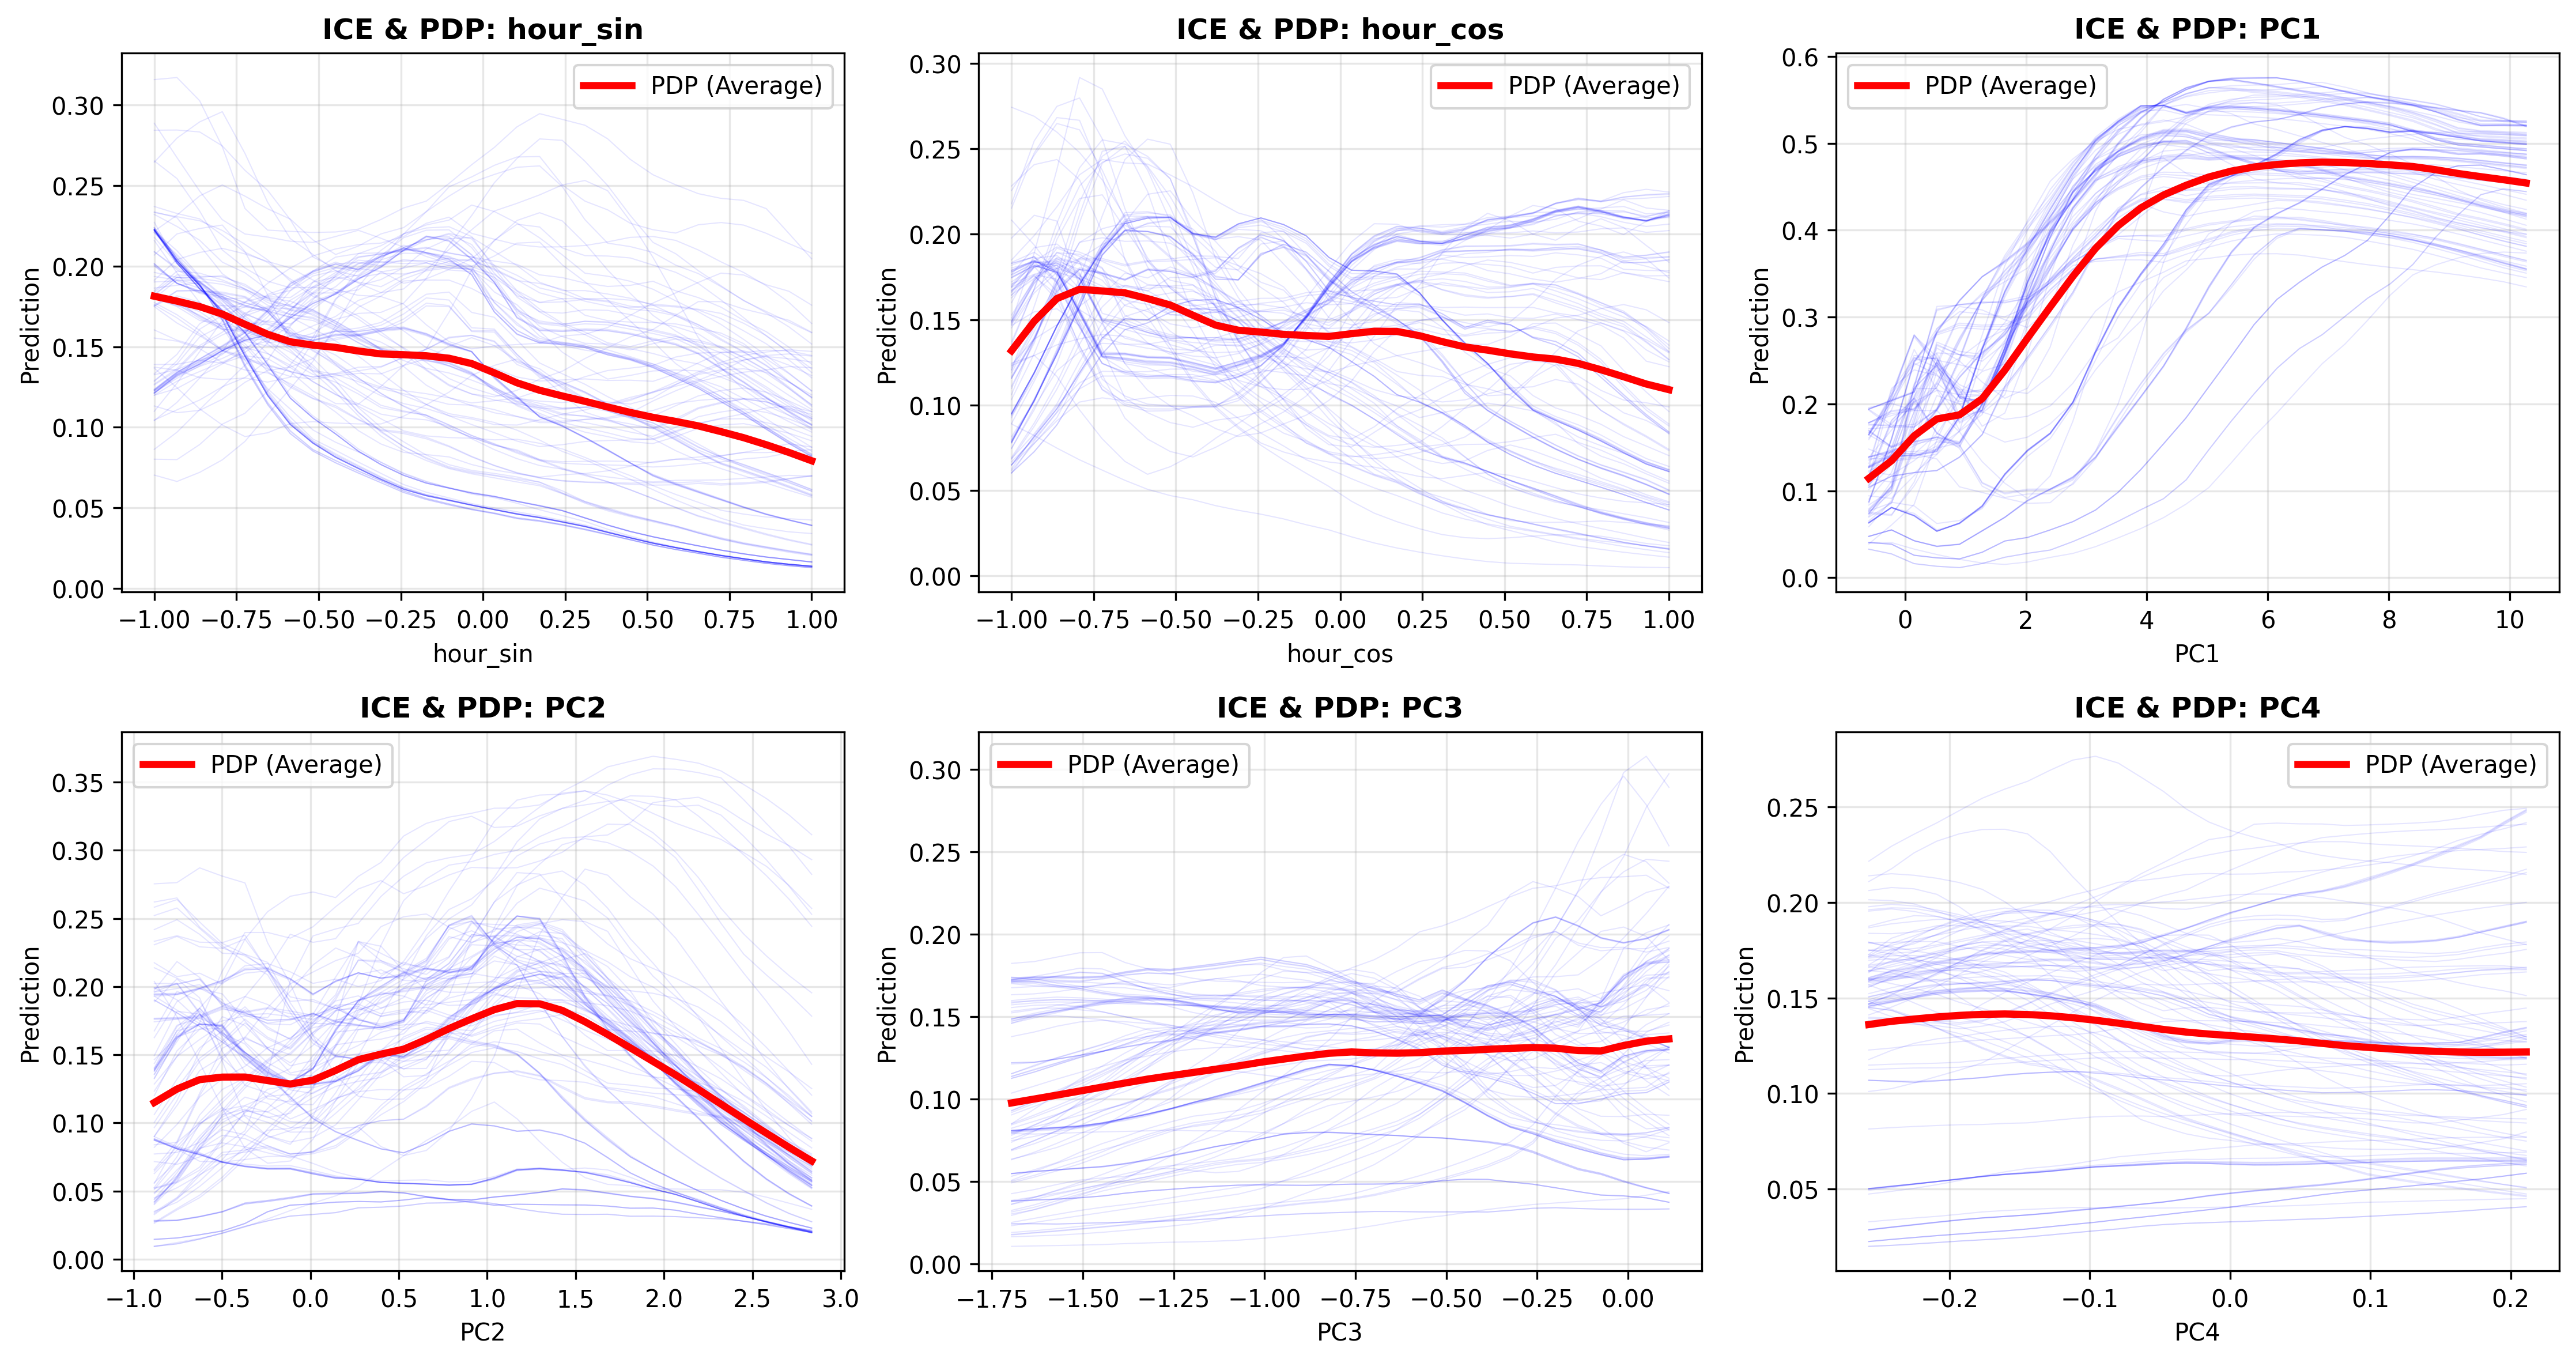 ICE & PDP: hour_sin
PDP (Average)
Prediction
0.30
0.25
0.20
0.15
0.10
0.05
0.00
−1.00 −0.75 −0.50 −0.25 0.00 0.25 0.50 0.75 1.00
hour_sin
ICE & PDP: hour_cos
PDP (Average)
Prediction
0.30
0.25
0.20
0.15
0.10
0.05
0.00
−1.00 −0.75 −0.50 −0.25 0.00 0.25 0.50 0.75 1.00
hour_cos
ICE & PDP: PC1
PDP (Average)
Prediction
0.6
0.5
0.4
0.3
0.2
0.1
0.0
0 2 4 6 8 10
PC1
ICE & PDP: PC2
PDP (Average)
Prediction
0.35
0.30
0.25
0.20
0.15
0.10
0.05
0.00
−1.0 −0.5 0.0 0.5 1.0 1.5 2.0 2.5 3.0
PC2
ICE & PDP: PC3
PDP (Average)
Prediction
0.30
0.25
0.20
0.15
0.10
0.05
0.00
−1.75 −1.50 −1.25 −1.00 −0.75 −0.50 −0.25 0.00
PC3
ICE & PDP: PC4
PDP (Average)
Prediction
0.25
0.20
0.15
0.10
0.05
−0.2 −0.1 0.0 0.1 0.2
PC4